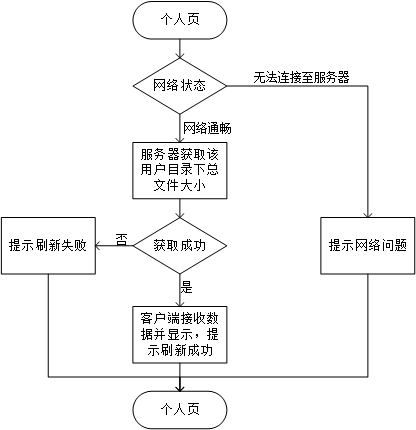 个人页
网络状态
无法连接至服务器
网络通畅
服务器获取该
用户目录下总
文件大小
提示刷新失败
否
获取成功
提示网络问题
是
客户端接收数
据并显示，提
示刷新成功
个人页